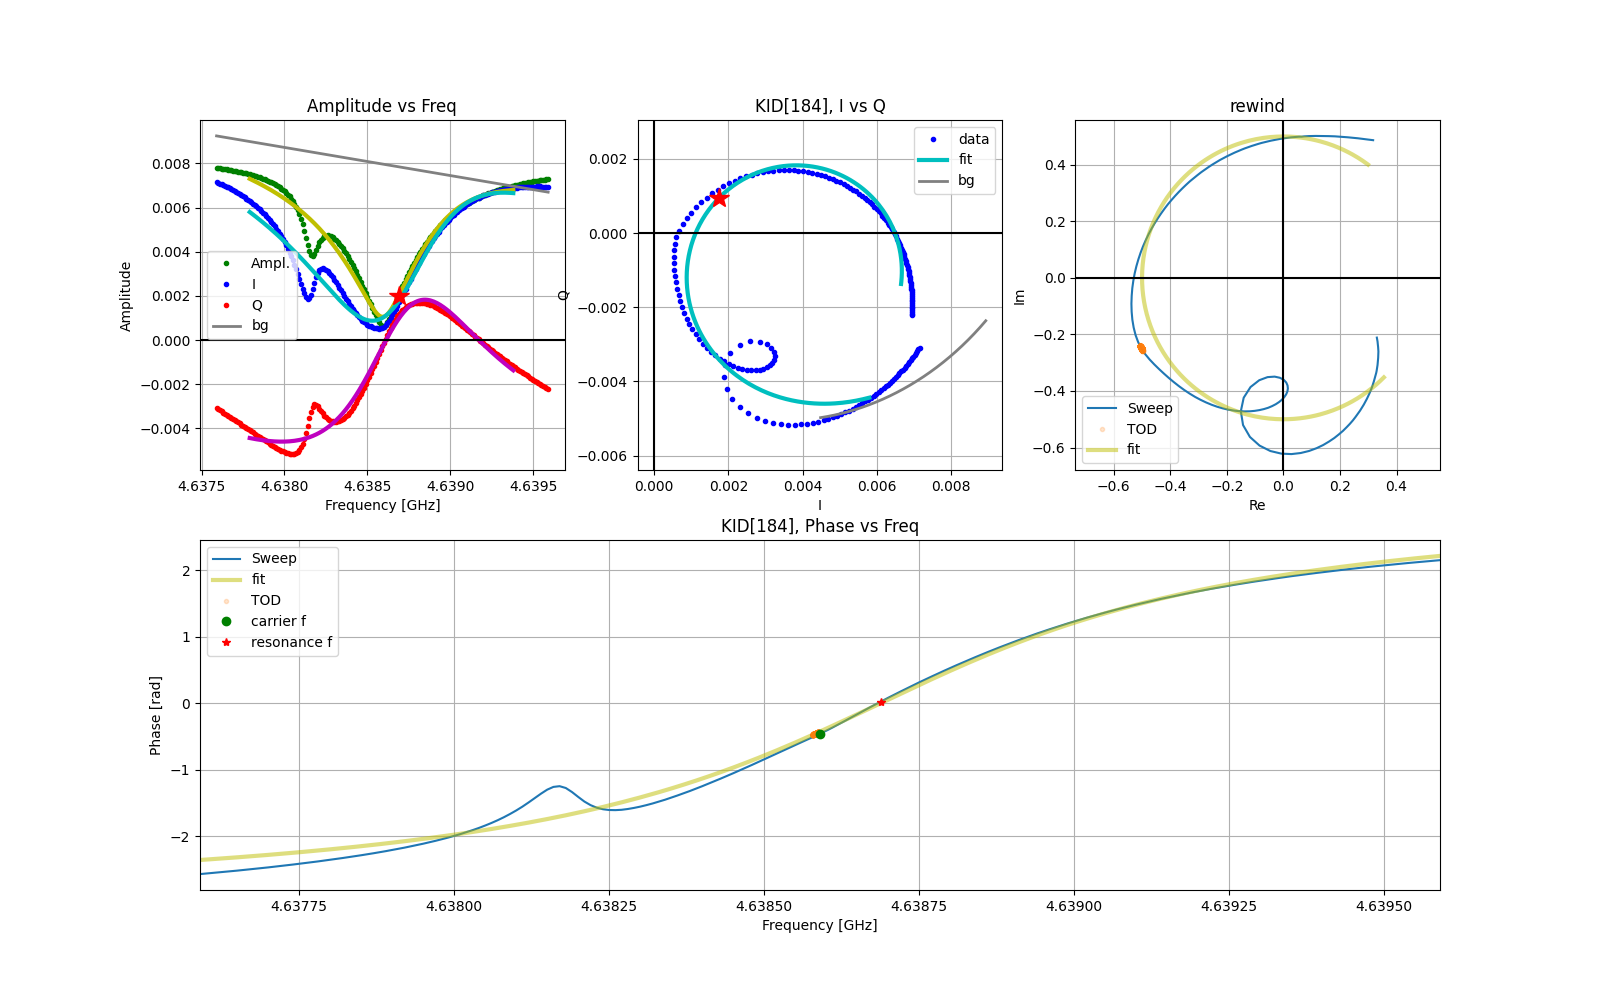 Amplitude vs Freq
KID[184], I vs Q
rewind
Amplitude
0.008
0.006
0.004
0.002
0.000
−0.002
−0.004
Ampl.
I
Q
bg
4.6375
4.6380
4.6385
4.6390
4.6395
Frequency [GHz]
Q
0.002
0.000
−0.002
−0.004
−0.006
data
fit
bg
0.000
0.002
0.004
0.006
0.008
I
Im
0.4
0.2
0.0
−0.2
−0.4
−0.6
Sweep
TOD
fit
−0.6
−0.4
−0.2
0.0
0.2
0.4
Re
KID[184], Phase vs Freq
Phase [rad]
2
1
0
−1
−2
Sweep
fit
TOD
carrier f
resonance f
4.63775
4.63800
4.63825
4.63850
4.63875
4.63900
4.63925
4.63950
Frequency [GHz]